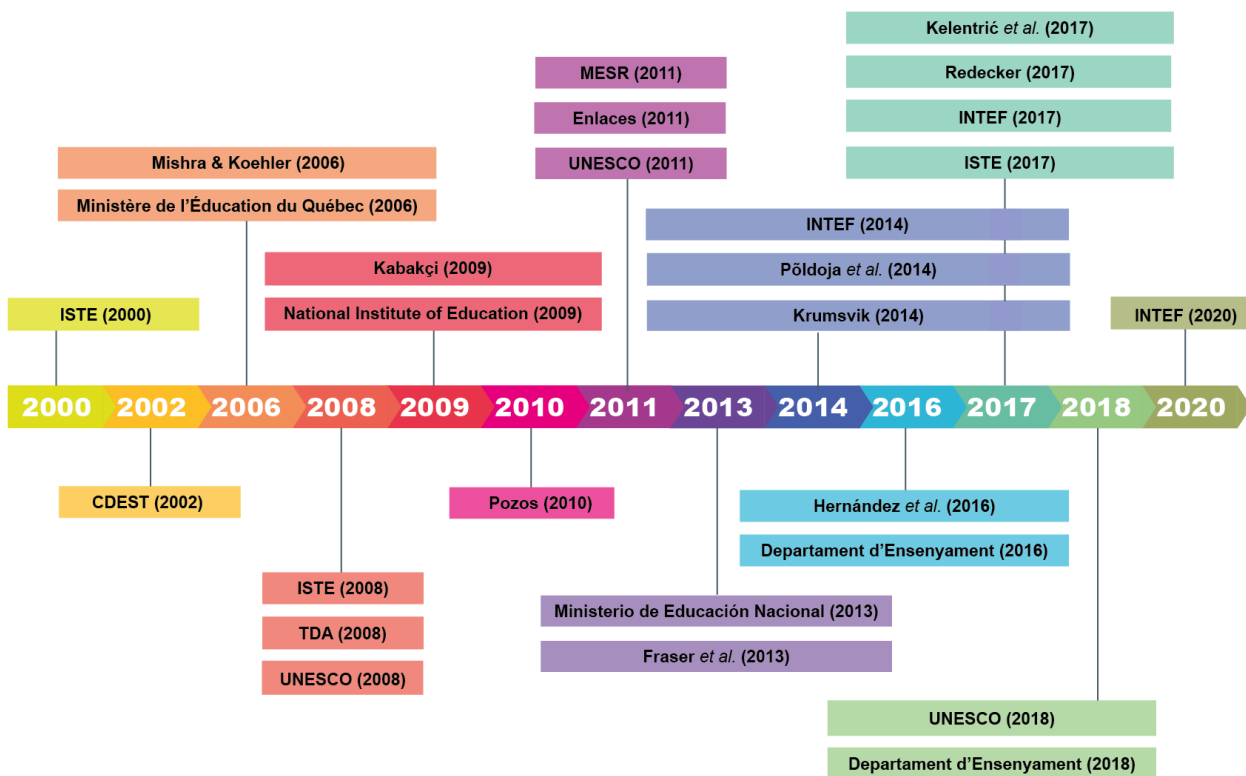 Kelentrić et al. (2017)
Redecker (2017)
INTEF (2017)
ISTE (2017)
MESR (2011)
Enlaces (2011)
UNESCO (2011)
Mishra & Koehler (2006)
Ministère de l’Éducation du Québec (2006)
INTEF (2014)
Põldoja et al. (2014)
Krumsvik (2014)
Kabakçi (2009)
National Institute of Education (2009)
ISTE (2000)
INTEF (2020)
2000 2002 2006 2008 2009 2010 2011 2013 2014 2016 2017 2018 2020
CDEST (2002)
Pozos (2010)
Hernández et al. (2016)
Departament d’Ensenyament (2016)
ISTE (2008)
TDA (2008)
UNESCO (2008)
Ministerio de Educación Nacional (2013)
Fraser et al. (2013)
UNESCO (2018)
Departament d’Ensenyament (2018)